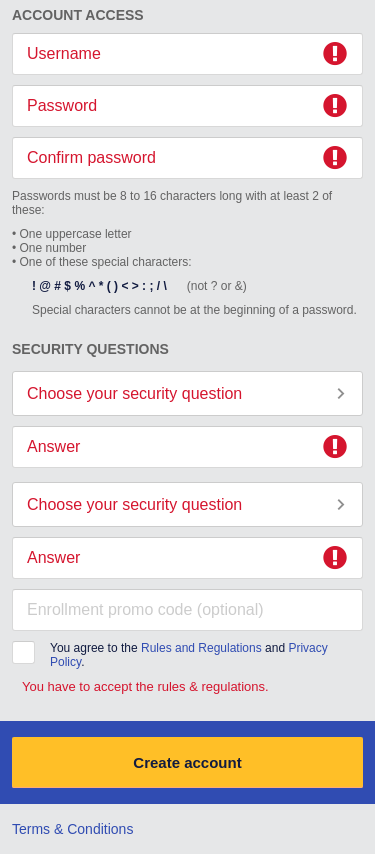 ACCOUNT ACCESS
Username
Password
Confirm password
Passwords must be 8 to 16 characters long with at least 2 of
these:
• One uppercase letter
• One number
• One of these special characters:
! @ # $ % ^ * ( ) < > : ; / \ (not ? or &)
Special characters cannot be at the beginning of a password.
SECURITY QUESTIONS
Choose your security question
Answer
Choose your security question
Answer
Enrollment promo code (optional)
You agree to the Rules and Regulations and Privacy
Policy.
You have to accept the rules & regulations.
Create account
Terms & Conditions